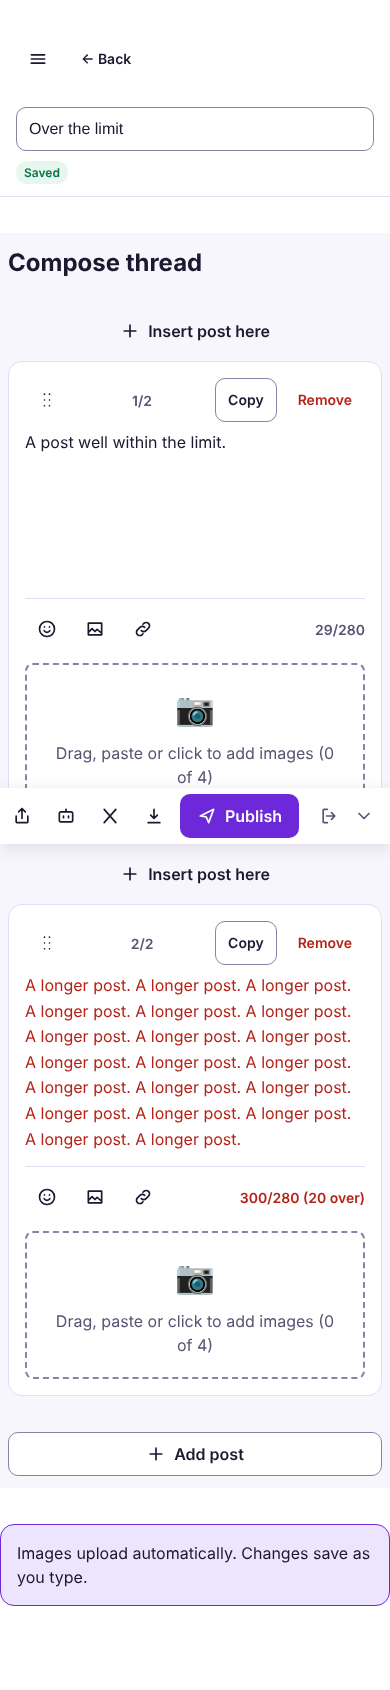 ← Back
Over the limit
Saved
Compose thread
+ Insert post here
1/2
Copy
Remove
A post well within the limit.
29/280
Drag, paste or click to add images (0
of 4)
Publish
+ Insert post here
2/2
Copy
Remove
A longer post. A longer post. A longer post.
A longer post. A longer post. A longer post.
A longer post. A longer post. A longer post.
A longer post. A longer post. A longer post.
A longer post. A longer post. A longer post.
A longer post. A longer post. A longer post.
A longer post. A longer post.
300/280 (20 over)
Drag, paste or click to add images (0
of 4)
+ Add post
Images upload automatically. Changes save as
you type.